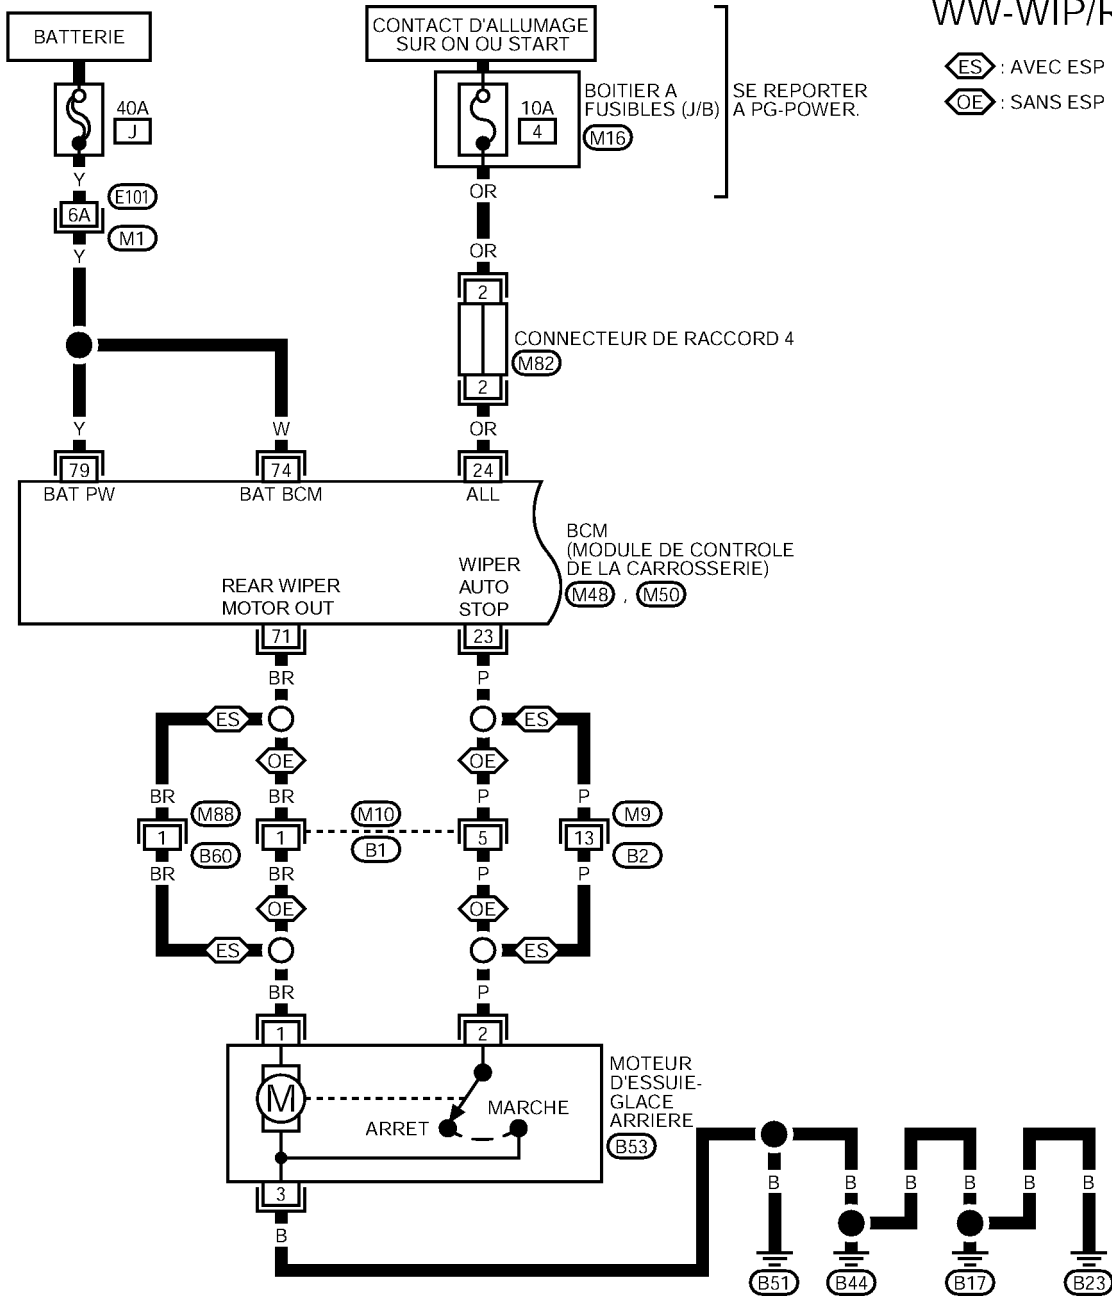 WW-WIP/R
BATTERIE
CONTACT D'ALLUMAGE
SUR ON OU START
ES : AVEC ESP
OE : SANS ESP
40A
J
10A
4
BOITIER A
FUSIBLES (J/B)
M16
SE REPORTER
A PG-POWER.
Y
OR
E101
6A
M1
Y
OR
2
CONNECTEUR DE RACCORD 4
M82
2
Y
W
OR
79
74
24
BAT PW
BAT BCM
ALL
BCM
(MODULE DE CONTROLE
DE LA CARROSSERIE)
M48 , M50
REAR WIPER
MOTOR OUT
WIPER
AUTO
STOP
71
23
BR
P
ES
ES
OE
OE
BR
BR
P
P
M88
M10
M9
1
1
5
13
B60
B1
B2
BR
BR
P
P
OE
OE
ES
ES
BR
P
1
2
M
MOTEUR
D'ESSUIE-
GLACE
ARRIERE
B53
ARRET
MARCHE
3
B
B
B
B
B
B
B
B51
B44
B17
B23